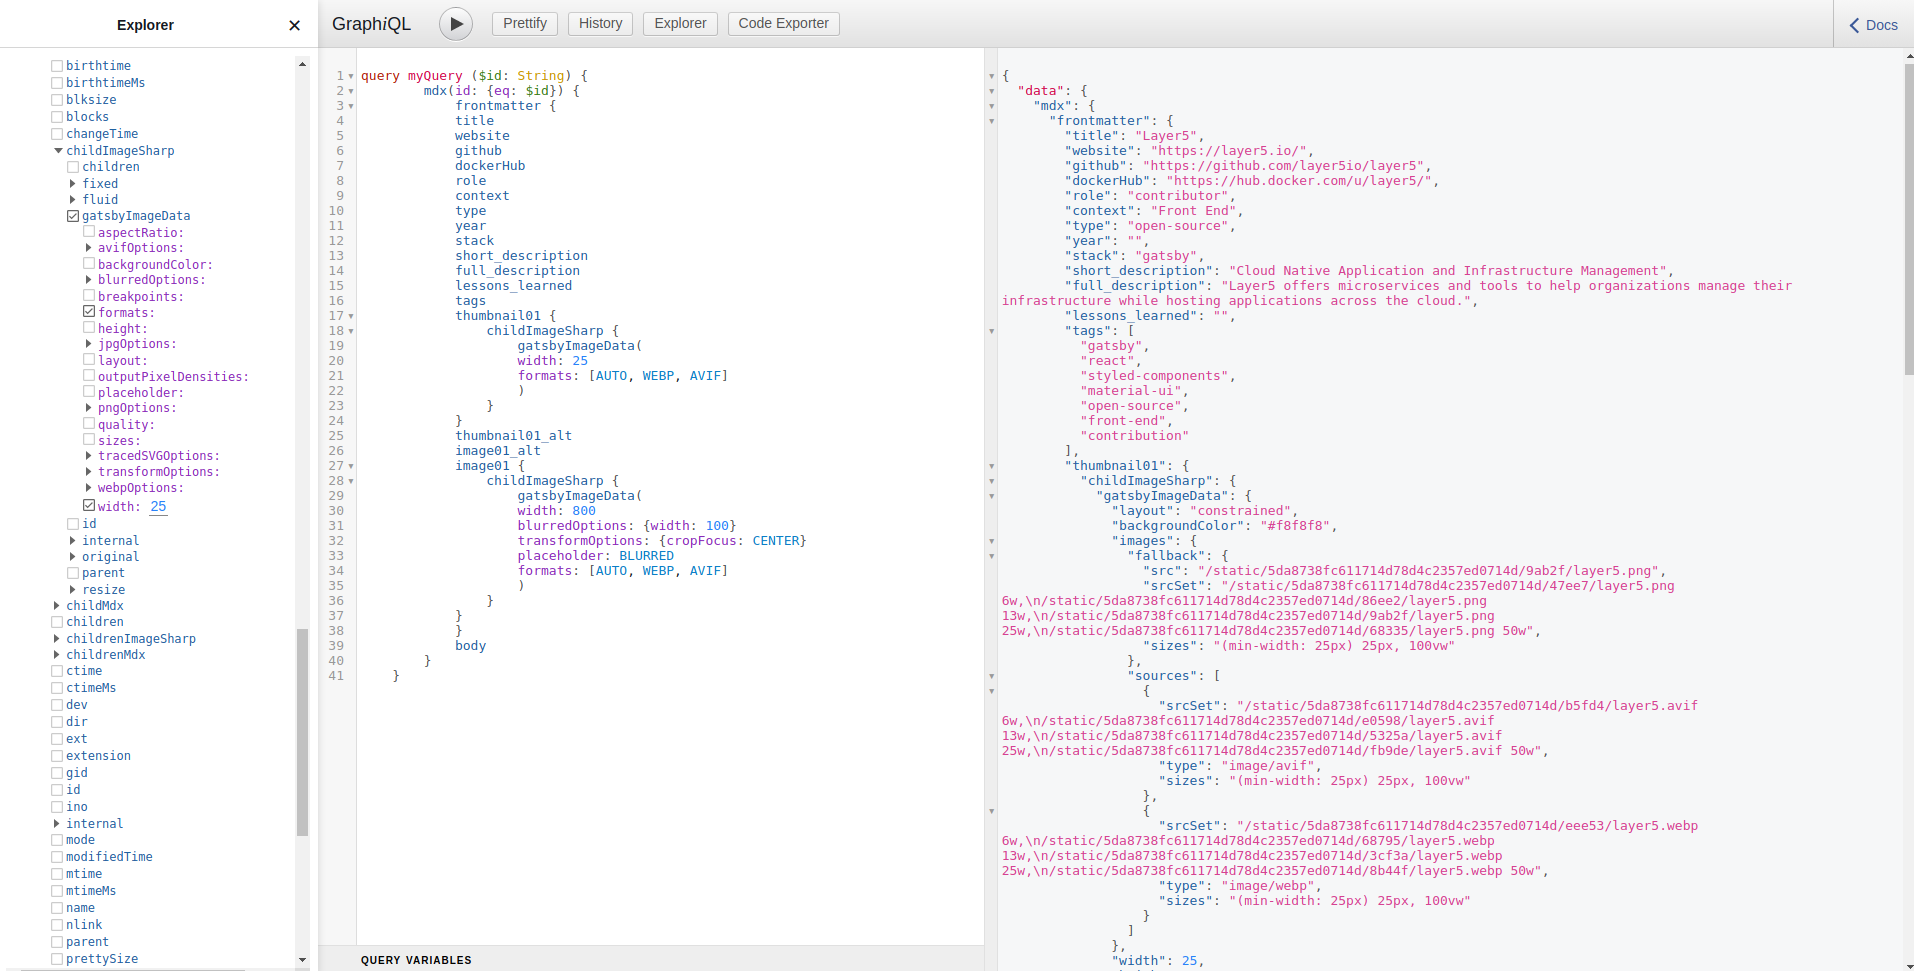 Explorer
✕
GraphiQL
Prettify
History
Explorer
Code Exporter
Docs
birthtime
birthtimeMs
blksize
blocks
changeTime
childImageSharp
children
fixed
fluid
gatsbyImageData
aspectRatio:
avifOptions:
backgroundColor:
blurredOptions:
breakpoints:
formats:
height:
jpgOptions:
layout:
outputPixelDensities:
placeholder:
pngOptions:
quality:
sizes:
tracedSVGOptions:
transformOptions:
webpOptions:
width: 25
id
internal
original
parent
resize
childMdx
children
childrenImageSharp
childrenMdx
ctime
ctimeMs
dev
dir
ext
extension
gid
id
ino
internal
mode
modifiedTime
mtime
mtimeMs
name
nlink
parent
prettySize
1 query myQuery ($id: String) {
2 mdx(id: {eq: $id}) {
3 frontmatter {
4 title
5 website
6 github
7 dockerHub
8 role
9 context
10 type
11 year
12 stack
13 short_description
14 full_description
15 lessons_learned
16 tags
17 thumbnail01 {
18 childImageSharp {
19 gatsbyImageData(
20 width: 25
21 formats: [AUTO, WEBP, AVIF]
22 )
23 }
24 }
25 thumbnail01_alt
26 image01_alt
27 image01 {
28 childImageSharp {
29 gatsbyImageData(
30 width: 800
31 blurredOptions: {width: 100}
32 transformOptions: {cropFocus: CENTER}
33 placeholder: BLURRED
34 formats: [AUTO, WEBP, AVIF]
35 )
36 }
37 }
38 }
39 body
40 }
41 }
QUERY VARIABLES
{
"data": {
"mdx": {
"frontmatter": {
"title": "Layer5",
"website": "https://layer5.io/",
"github": "https://github.com/layer5io/layer5",
"dockerHub": "https://hub.docker.com/u/layer5/",
"role": "contributor",
"context": "Front End",
"type": "open-source",
"year": "",
"stack": "gatsby",
"short_description": "Cloud Native Application and Infrastructure Management",
"full_description": "Layer5 offers microservices and tools to help organizations manage their
infrastructure while hosting applications across the cloud.",
"lessons_learned": "",
"tags": [
"gatsby",
"react",
"styled-components",
"material-ui",
"open-source",
"front-end",
"contribution"
],
"thumbnail01": {
"childImageSharp": {
"gatsbyImageData": {
"layout": "constrained",
"backgroundColor": "#f8f8f8",
"images": {
"fallback": {
"src": "/static/5da8738fc611714d78d4c2357ed0714d/9ab2f/layer5.png",
"srcSet": "/static/5da8738fc611714d78d4c2357ed0714d/47ee7/layer5.png
6w,\n/static/5da8738fc611714d78d4c2357ed0714d/86ee2/layer5.png
13w,\n/static/5da8738fc611714d78d4c2357ed0714d/9ab2f/layer5.png
25w,\n/static/5da8738fc611714d78d4c2357ed0714d/68335/layer5.png 50w",
"sizes": "(min-width: 25px) 25px, 100vw"
},
"sources": [
{
"srcSet": "/static/5da8738fc611714d78d4c2357ed0714d/b5fd4/layer5.avif
6w,\n/static/5da8738fc611714d78d4c2357ed0714d/e0598/layer5.avif
13w,\n/static/5da8738fc611714d78d4c2357ed0714d/5325a/layer5.avif
25w,\n/static/5da8738fc611714d78d4c2357ed0714d/fb9de/layer5.avif 50w",
"type": "image/avif",
"sizes": "(min-width: 25px) 25px, 100vw"
},
{
"srcSet": "/static/5da8738fc611714d78d4c2357ed0714d/eee53/layer5.webp
6w,\n/static/5da8738fc611714d78d4c2357ed0714d/68795/layer5.webp
13w,\n/static/5da8738fc611714d78d4c2357ed0714d/3cf3a/layer5.webp
25w,\n/static/5da8738fc611714d78d4c2357ed0714d/8b44f/layer5.webp 50w",
"type": "image/webp",
"sizes": "(min-width: 25px) 25px, 100vw"
}
]
},
"width": 25,